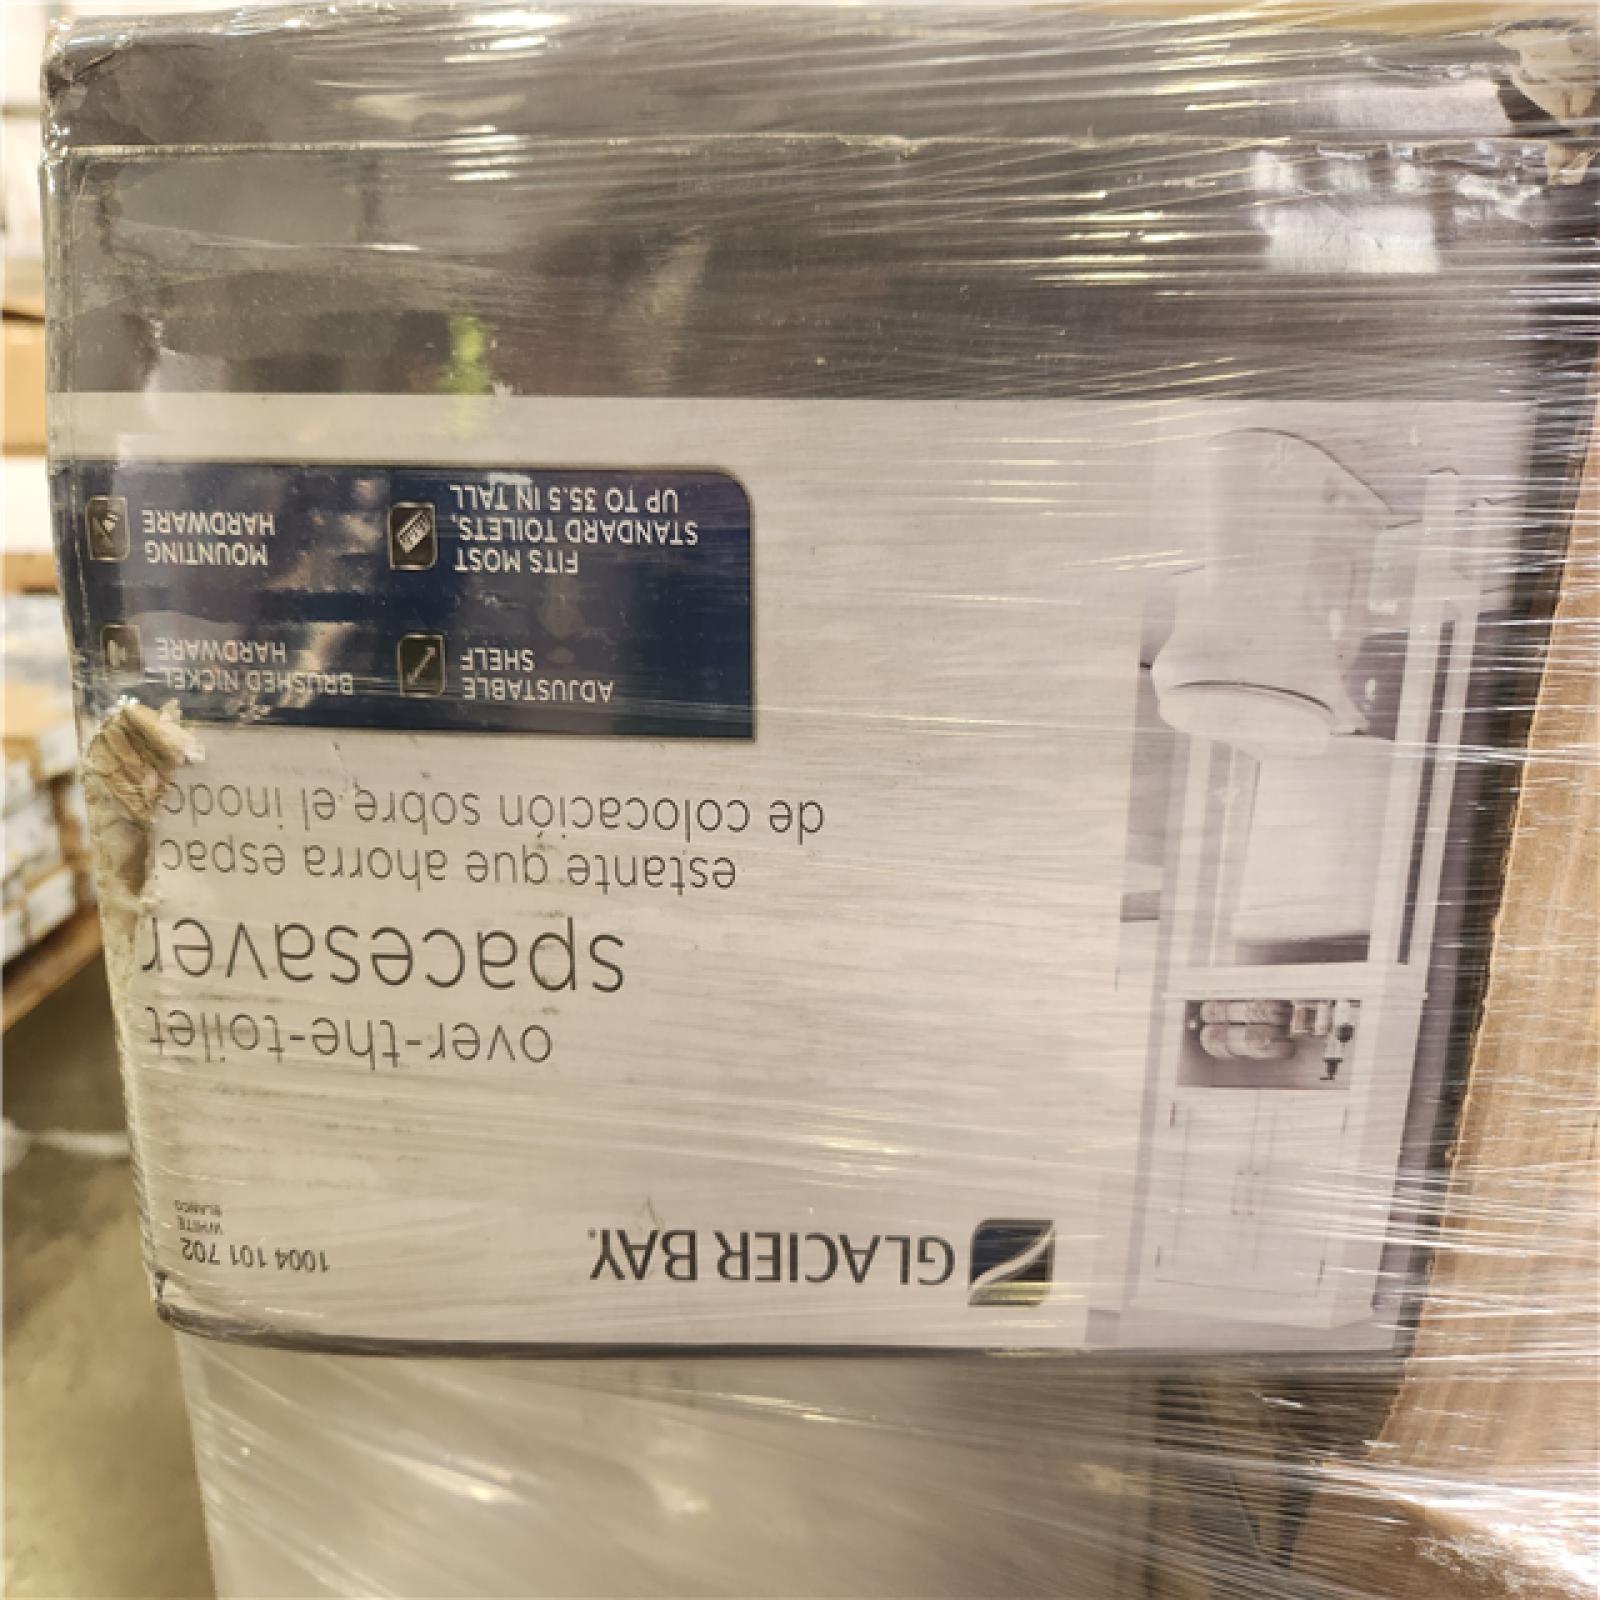 GLACIER BAY.
1004 101 702
WHITE
BLANCO
over-the-toilet
spacesaver
estante que ahorra espac
de colocación sobre el inodo
ADJUSTABLE
SHELF
BRUSHED NICKEL
HARDWARE
FITS MOST
STANDARD TOILETS,
UP TO 35.5 IN TALL
MOUNTING
HARDWARE